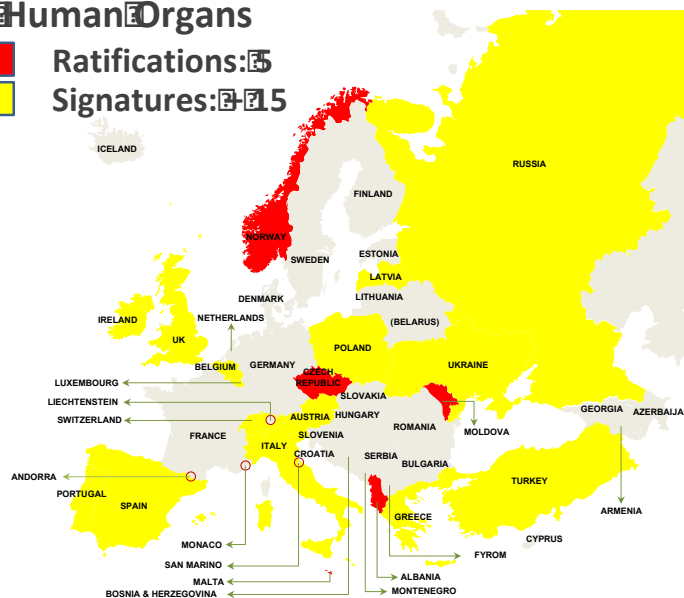 Human Organs
Ratifications: 5
Signatures: + 15
ICELAND
RUSSIA
FINLAND
NORWAY
SWEDEN
ESTONIA
LATVIA
DENMARK
LITHUANIA
IRELAND
NETHERLANDS
(BELARUS)
UK
POLAND
BELGIUM
GERMANY
CZECH
REPUBLIC
UKRAINE
LUXEMBOURG
SLOVAKIA
LIECHTENSTEIN
AUSTRIA
HUNGARY
GEORGIA
AZERBAIJA
SWITZERLAND
ROMANIA
MOLDOVA
FRANCE
SLOVENIA
ITALY
CROATIA
SERBIA
BULGARIA
ANDORRA
TURKEY
PORTUGAL
SPAIN
GREECE
ARMENIA
CYPRUS
MONACO
FYROM
SAN MARINO
ALBANIA
MALTA
MONTENEGRO
BOSNIA & HERZEGOVINA